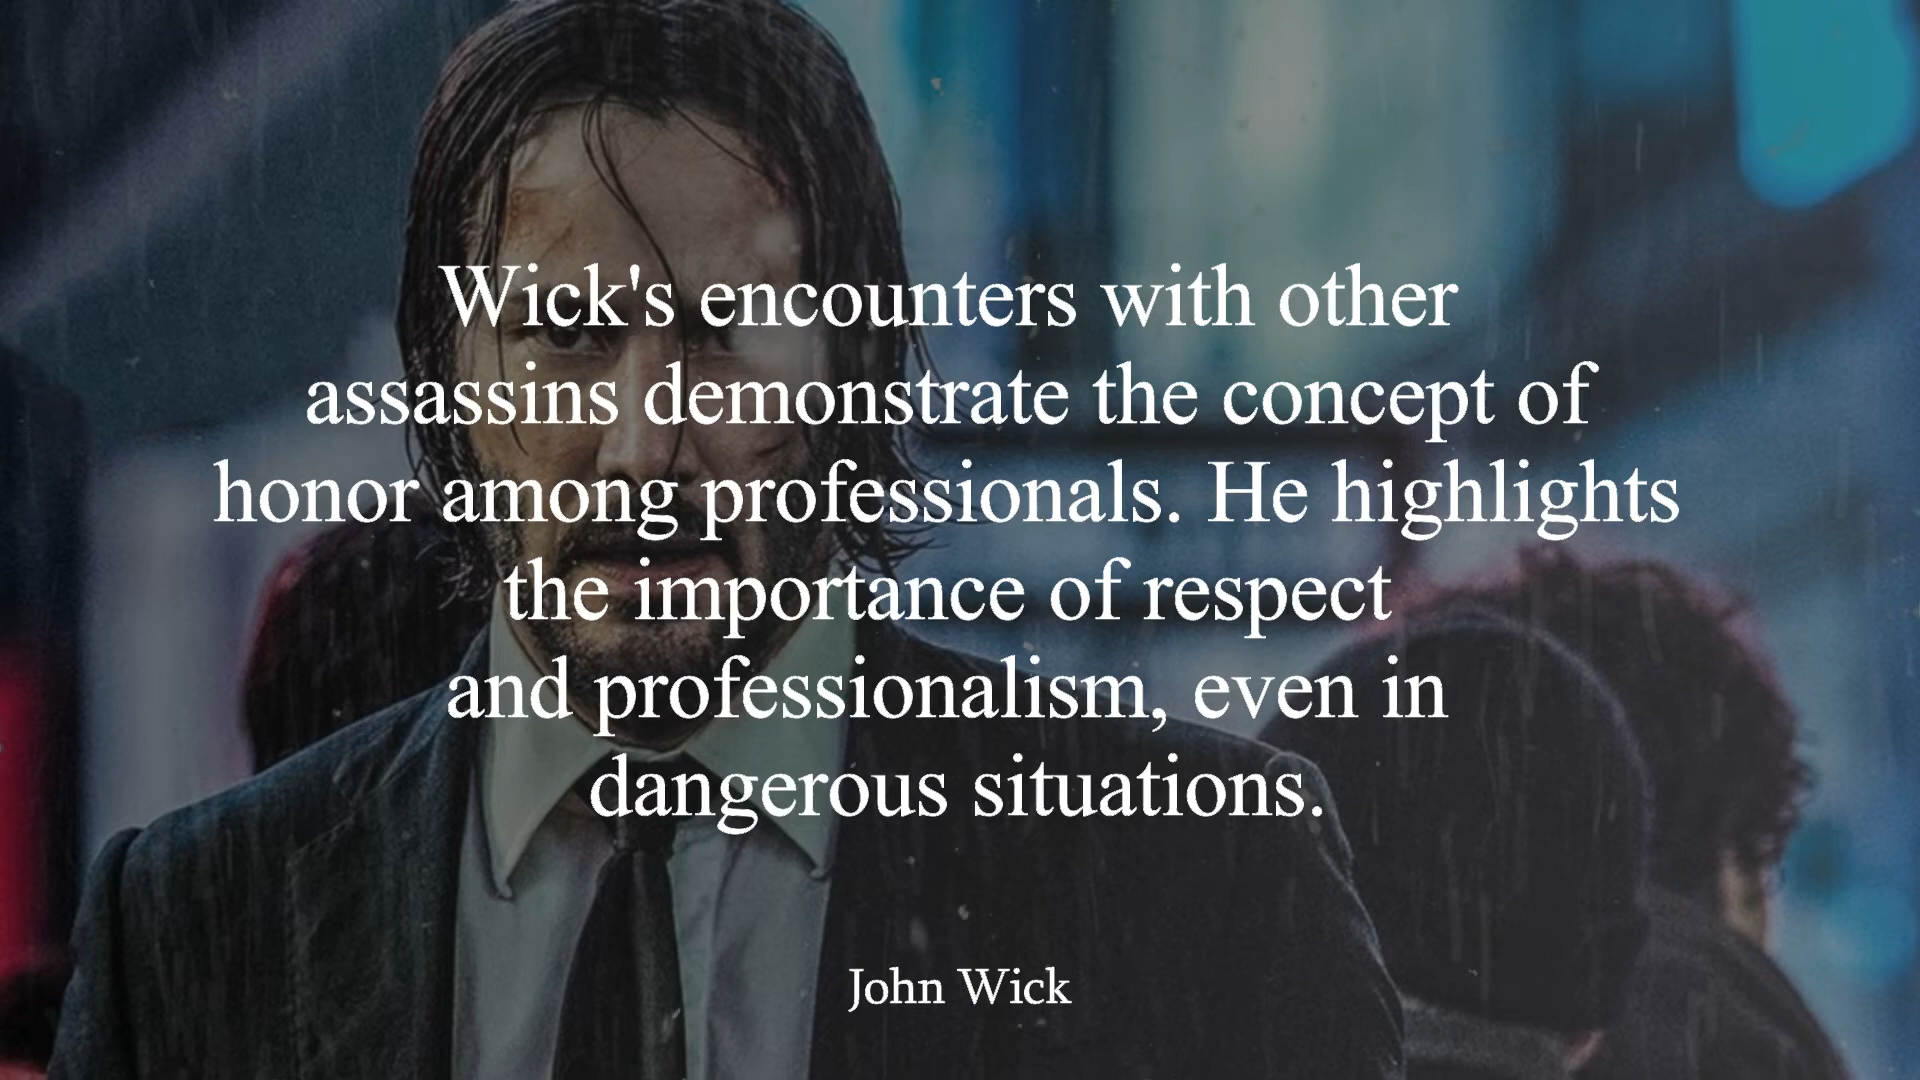 Wick's encounters with other
assassins demonstrate the concept of
honor among professionals. He highlights
the importance of respect
and professionalism, even in
dangerous situations.
John Wick